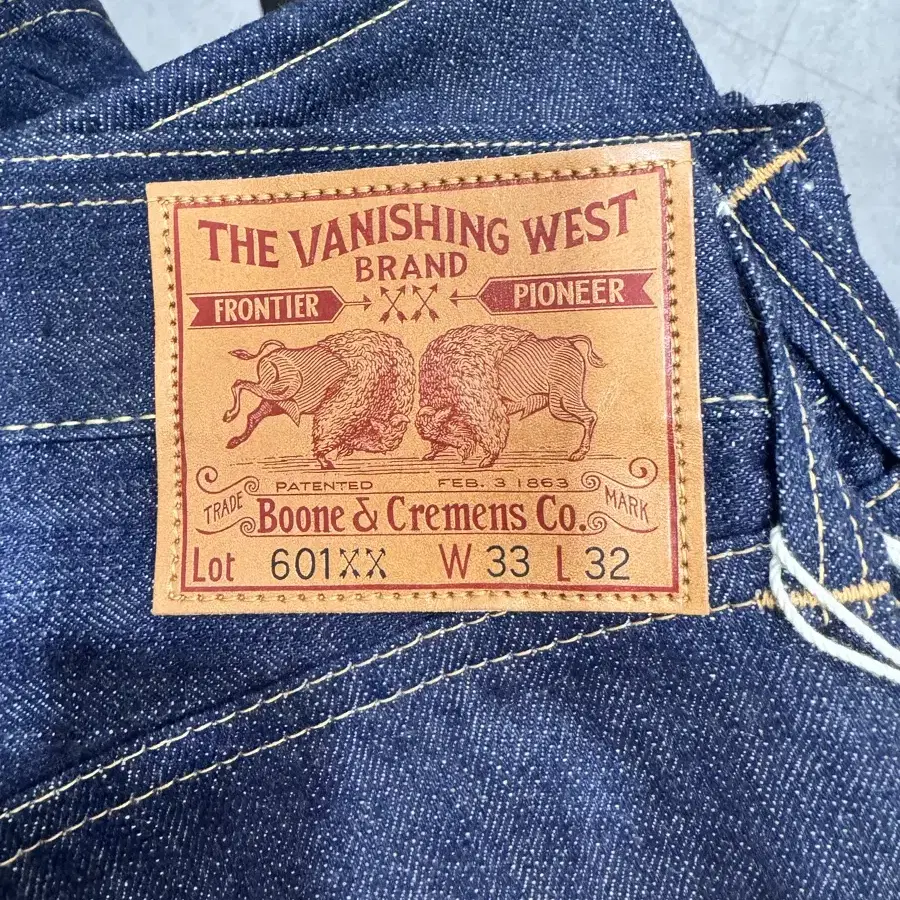 THE VANISHING WEST
BRAND
FRONTIER XX PIONEER
PATENTED FEB. 3 1863
TRADE MARK
Boone & Cremens Co.
Lot 601XX W 33 L 32